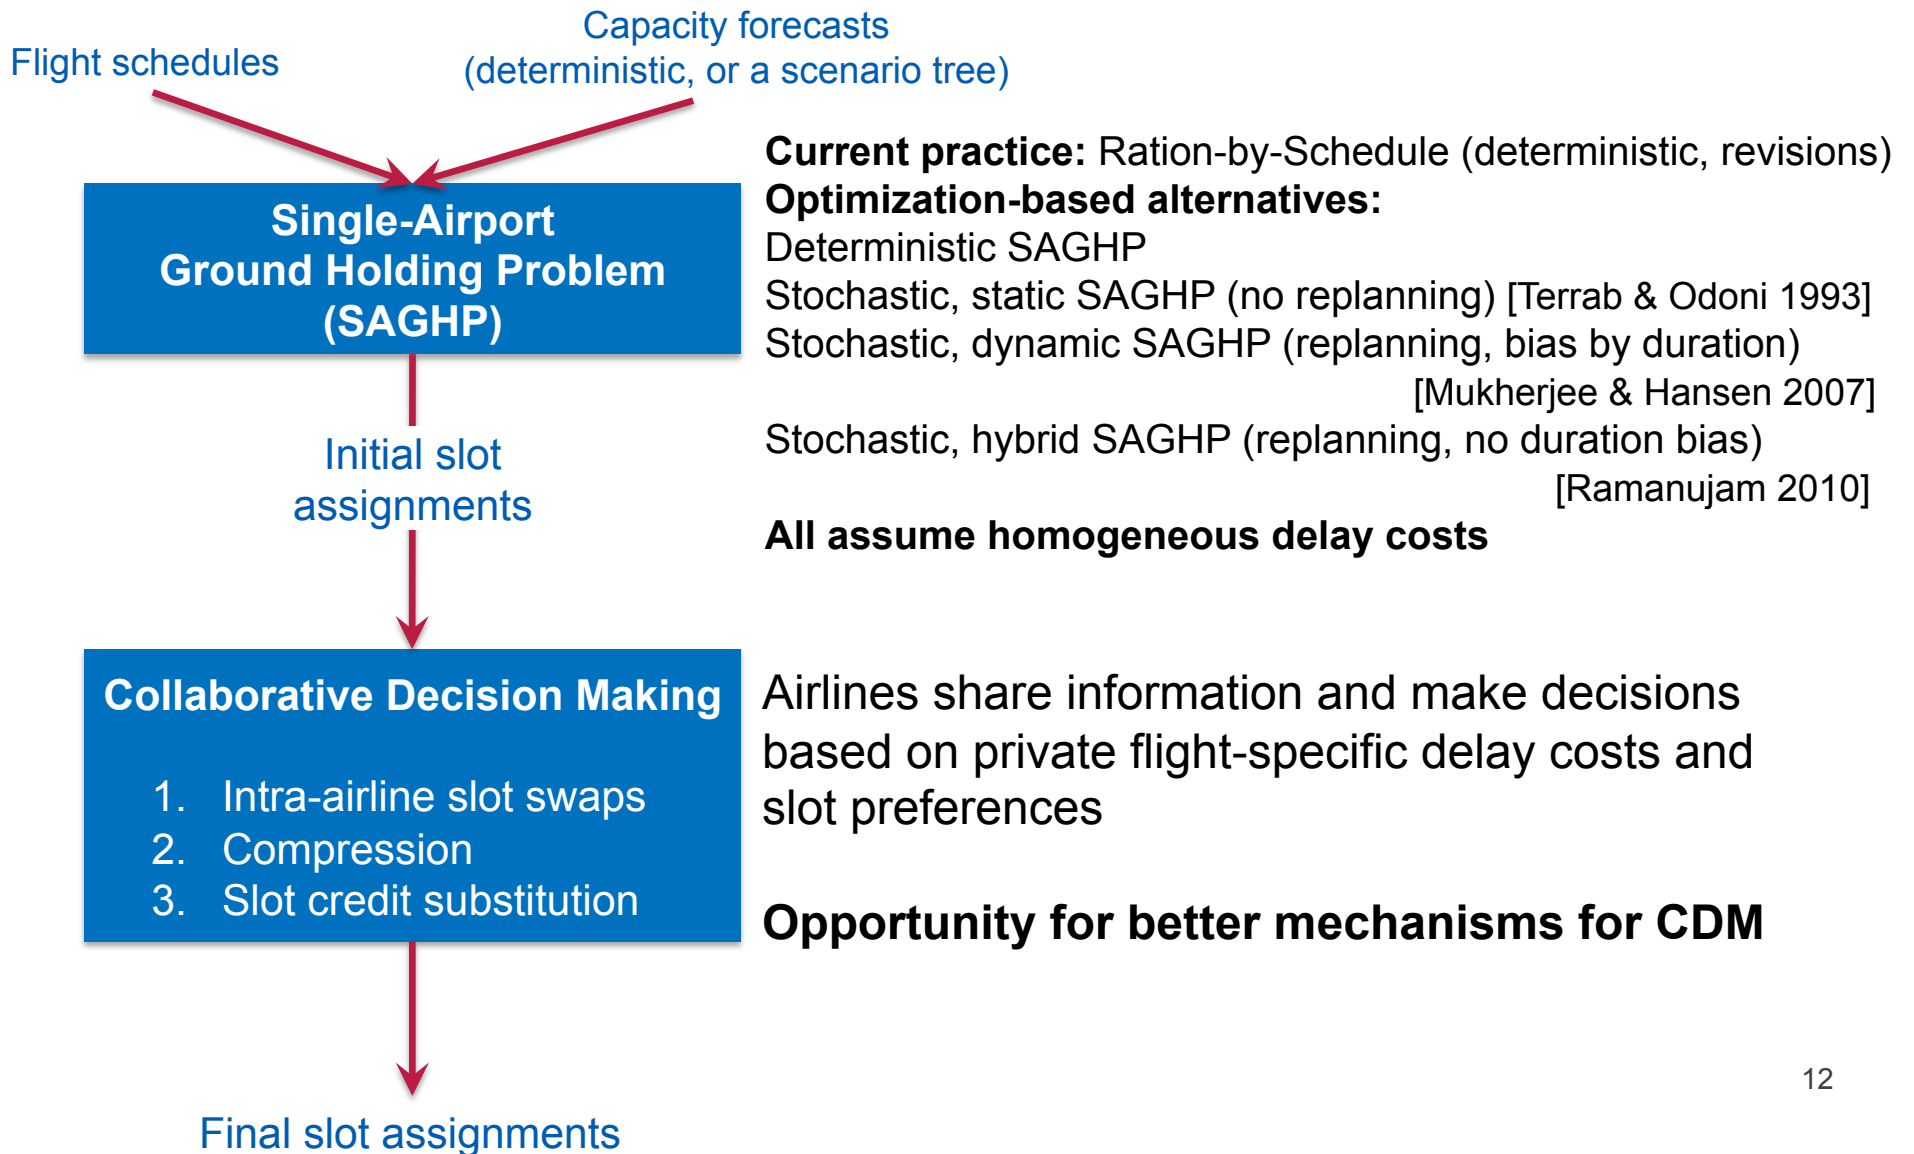 Flight schedules
Capacity forecasts
(deterministic, or a scenario tree)
Single-Airport
Ground Holding Problem
(SAGHP)
Current practice: Ration-by-Schedule (deterministic, revisions)
Optimization-based alternatives:
Deterministic SAGHP
Stochastic, static SAGHP (no replanning) [Terrab & Odoni 1993]
Stochastic, dynamic SAGHP (replanning, bias by duration)
[Mukherjee & Hansen 2007]
Stochastic, hybrid SAGHP (replanning, no duration bias)
[Ramanujam 2010]
All assume homogeneous delay costs
Initial slot
assignments
Collaborative Decision Making
1. Intra-airline slot swaps
2. Compression
3. Slot credit substitution
Airlines share information and make decisions
based on private flight-specific delay costs and
slot preferences
Opportunity for better mechanisms for CDM
Final slot assignments
12